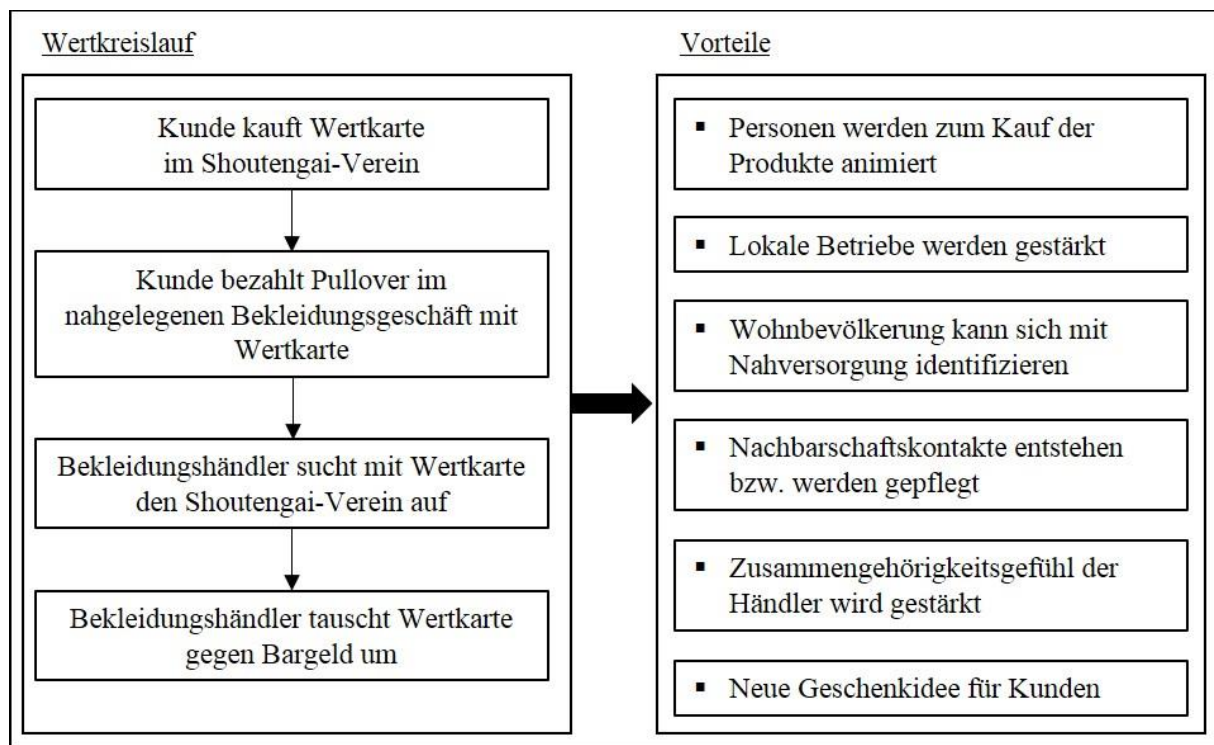 Wertkreislauf
Kunde kauft Wertkarte
im Shoutengai-Verein
Kunde bezahlt Pullover im
nahgelegenen Bekleidungsgeschäft mit
Wertkarte
Bekleidungshändler sucht mit Wertkarte
den Shoutengai-Verein auf
Bekleidungshändler tauscht Wertkarte
gegen Bargeld um
Vorteile
▪ Personen werden zum Kauf der
Produkte animiert
▪ Lokale Betriebe werden gestärkt
▪ Wohnbevölkerung kann sich mit
Nahversorgung identifizieren
▪ Nachbarschaftskontakte entstehen
bzw. werden gepflegt
▪ Zusammengehörigkeitsgefühl der
Händler wird gestärkt
▪ Neue Geschenkidee für Kunden